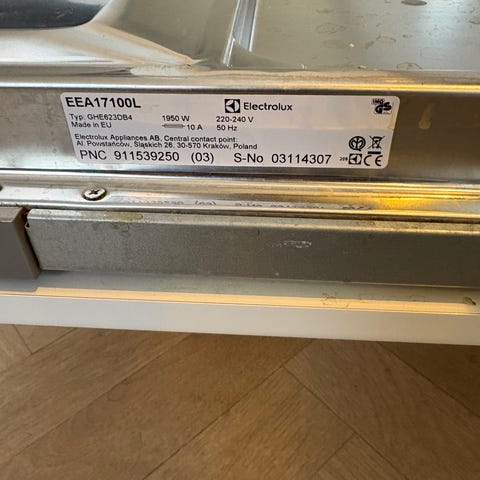 EEA17100L
Electrolux
Typ. GHE623DB4 1950 W 220-240 V
Made in EU 10 A 50 Hz
Electrolux Appliances AB, Central contact point:
Al. Powstańców, Śląskich 26, 30-570 Kraków, Poland
PNC 911539250 (03) S-No 03114307